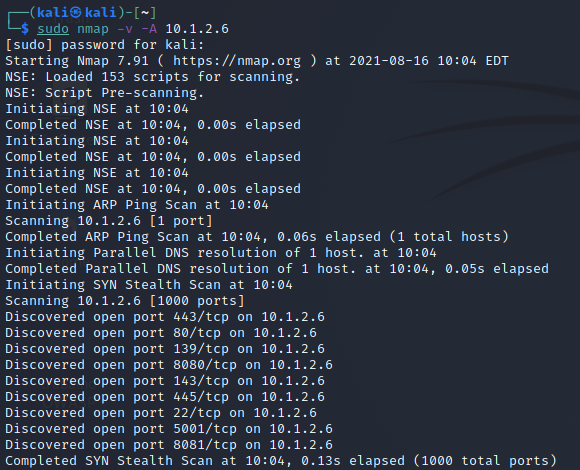 ┌──(kali㉿kali)-[~]
└─$ sudo nmap -v -A 10.1.2.6
[sudo] password for kali:
Starting Nmap 7.91 ( https://nmap.org ) at 2021-08-16 10:04 EDT
NSE: Loaded 153 scripts for scanning.
NSE: Script Pre-scanning.
Initiating NSE at 10:04
Completed NSE at 10:04, 0.00s elapsed
Initiating NSE at 10:04
Completed NSE at 10:04, 0.00s elapsed
Initiating NSE at 10:04
Completed NSE at 10:04, 0.00s elapsed
Initiating ARP Ping Scan at 10:04
Scanning 10.1.2.6 [1 port]
Completed ARP Ping Scan at 10:04, 0.06s elapsed (1 total hosts)
Initiating Parallel DNS resolution of 1 host. at 10:04
Completed Parallel DNS resolution of 1 host. at 10:04, 0.05s elapsed
Initiating SYN Stealth Scan at 10:04
Scanning 10.1.2.6 [1000 ports]
Discovered open port 443/tcp on 10.1.2.6
Discovered open port 80/tcp on 10.1.2.6
Discovered open port 139/tcp on 10.1.2.6
Discovered open port 8080/tcp on 10.1.2.6
Discovered open port 143/tcp on 10.1.2.6
Discovered open port 445/tcp on 10.1.2.6
Discovered open port 22/tcp on 10.1.2.6
Discovered open port 5001/tcp on 10.1.2.6
Discovered open port 8081/tcp on 10.1.2.6
Completed SYN Stealth Scan at 10:04, 0.13s elapsed (1000 total ports)